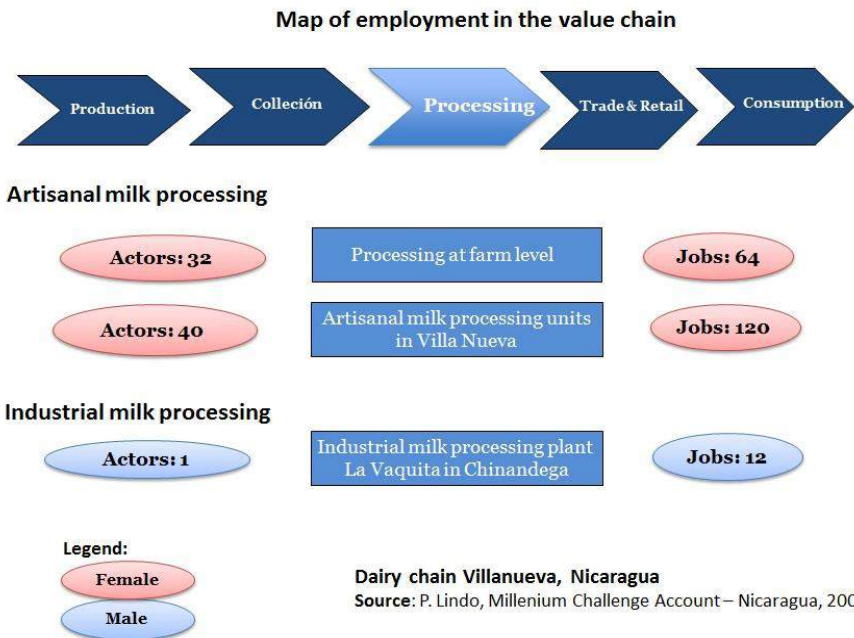 Map of employment in the value chain
Production
Colleción
Processing
Trade & Retail
Consumption
Artisanal milk processing
Actors: 32
Processing at farm level
Jobs: 64
Actors: 40
Artisanal milk processing units
in Villa Nueva
Jobs: 120
Industrial milk processing
Actors: 1
Industrial milk processing plant
La Vaquita in Chinandega
Jobs: 12
Legend:
Female
Male
Dairy chain Villanueva, Nicaragua
Source: P. Lindo, Millenium Challenge Account – Nicaragua,